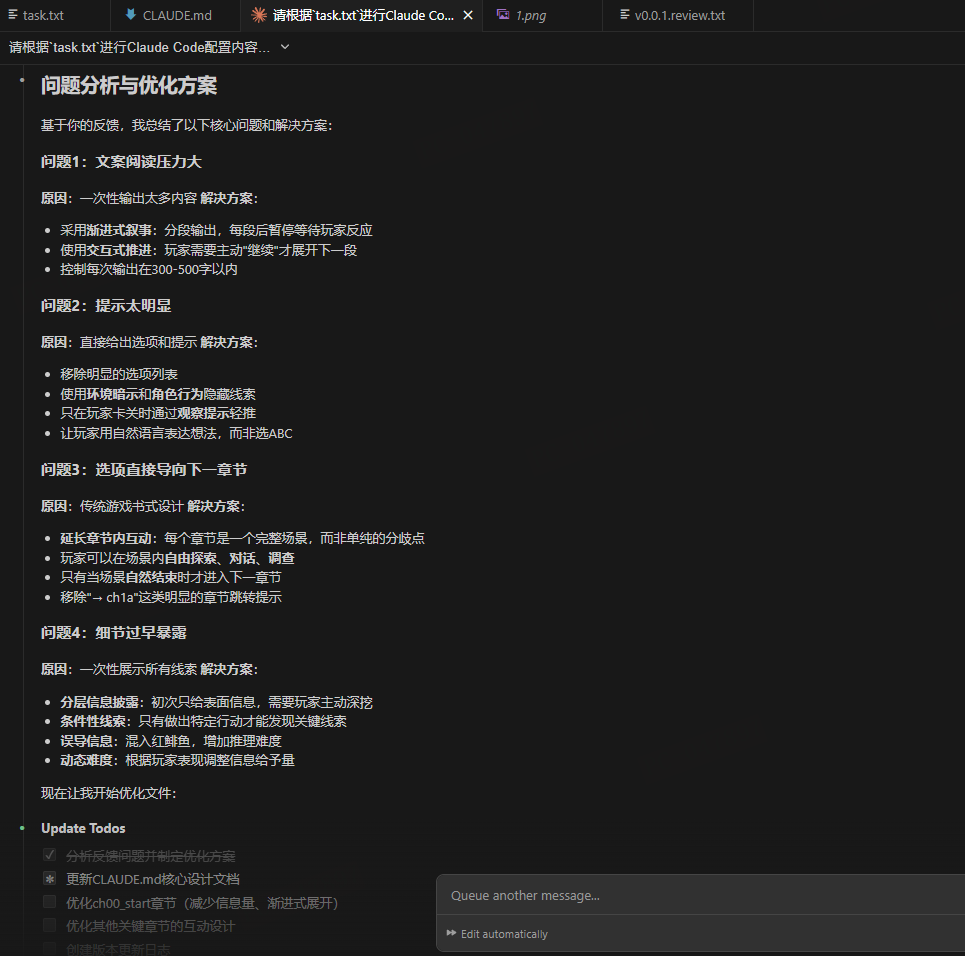 task.txt
CLAUDE.md
请根据`task.txt`进行Claude Co...
1.png
v0.0.1.review.txt
请根据`task.txt`进行Claude Code配置内容...
问题分析与优化方案
基于你的反馈，我总结了以下核心问题和解决方案：
问题1：文案阅读压力大
原因：一次性输出太多内容 解决方案：
采用渐进式叙事：分段输出，每段后暂停等待玩家反应
使用交互式推进：玩家需要主动"继续"才展开下一段
控制每次输出在300-500字以内
问题2：提示太明显
原因：直接给出选项和提示 解决方案：
移除明显的选项列表
使用环境暗示和角色行为隐藏线索
只在玩家卡关时通过观察提示轻推
让玩家用自然语言表达想法，而非选ABC
问题3：选项直接导向下一章节
原因：传统游戏书式设计 解决方案：
延长章节内互动：每个章节是一个完整场景，而非单纯的分歧点
玩家可以在场景内自由探索、对话、调查
只有当场景自然结束时才进入下一章节
移除"→ ch1a"这类明显的章节跳转提示
问题4：细节过早暴露
原因：一次性展示所有线索 解决方案：
分层信息披露：初次只给表面信息，需要玩家主动深挖
条件性线索：只有做出特定行动才能发现关键线索
误导信息：混入红鲱鱼，增加推理难度
动态难度：根据玩家表现调整信息给予量
现在让我开始优化文件：
Update Todos
分析反馈问题并制定优化方案
更新CLAUDE.md核心设计文档
优化ch00_start章节（减少信息量、渐进式展开）
优化其他关键章节的互动设计
创建版本更新日志
Queue another message...
Edit automatically